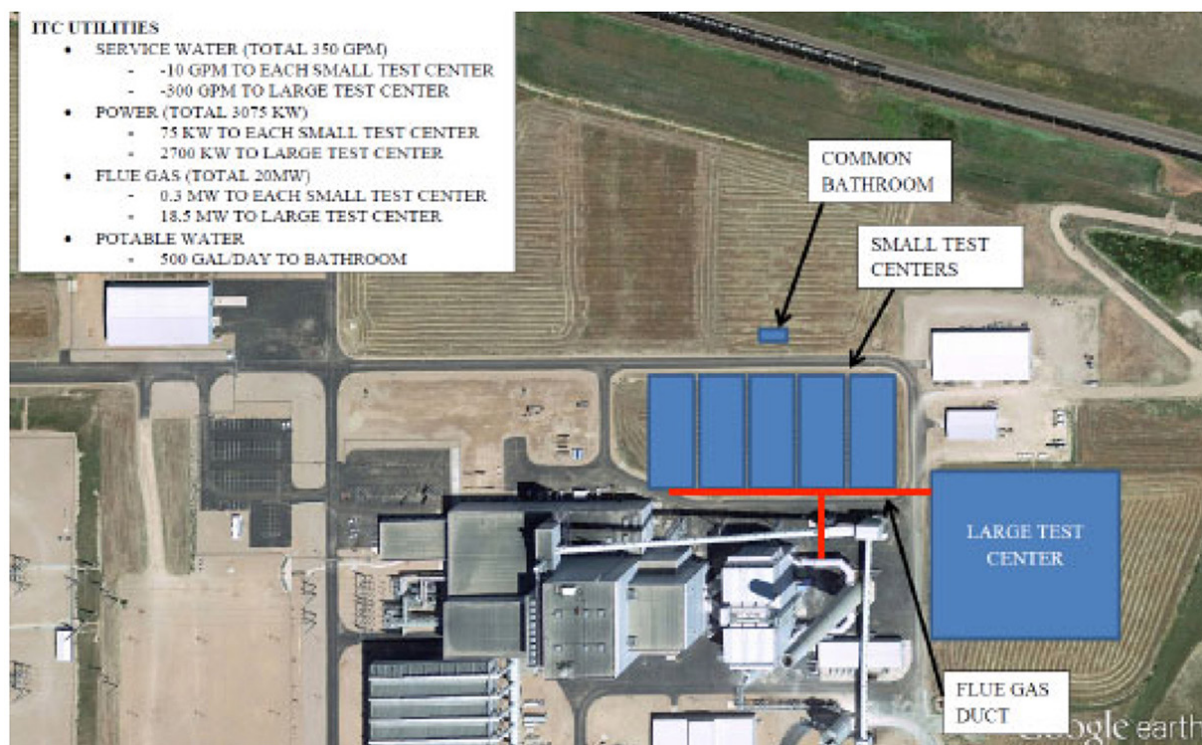 ITC UTILITIES
• SERVICE WATER (TOTAL 350 GPM)
- -10 GPM TO EACH SMALL TEST CENTER
- -300 GPM TO LARGE TEST CENTER
• POWER (TOTAL 3075 KW)
- 75 KW TO EACH SMALL TEST CENTER
- 2700 KW TO LARGE TEST CENTER
• FLUE GAS (TOTAL 20MW)
- 0.3 MW TO EACH SMALL TEST CENTER
- 18.5 MW TO LARGE TEST CENTER
• POTABLE WATER
- 500 GAL/DAY TO BATHROOM
COMMON
BATHROOM
SMALL TEST
CENTERS
LARGE TEST
CENTER
FLUE GAS
DUCT
Google earth